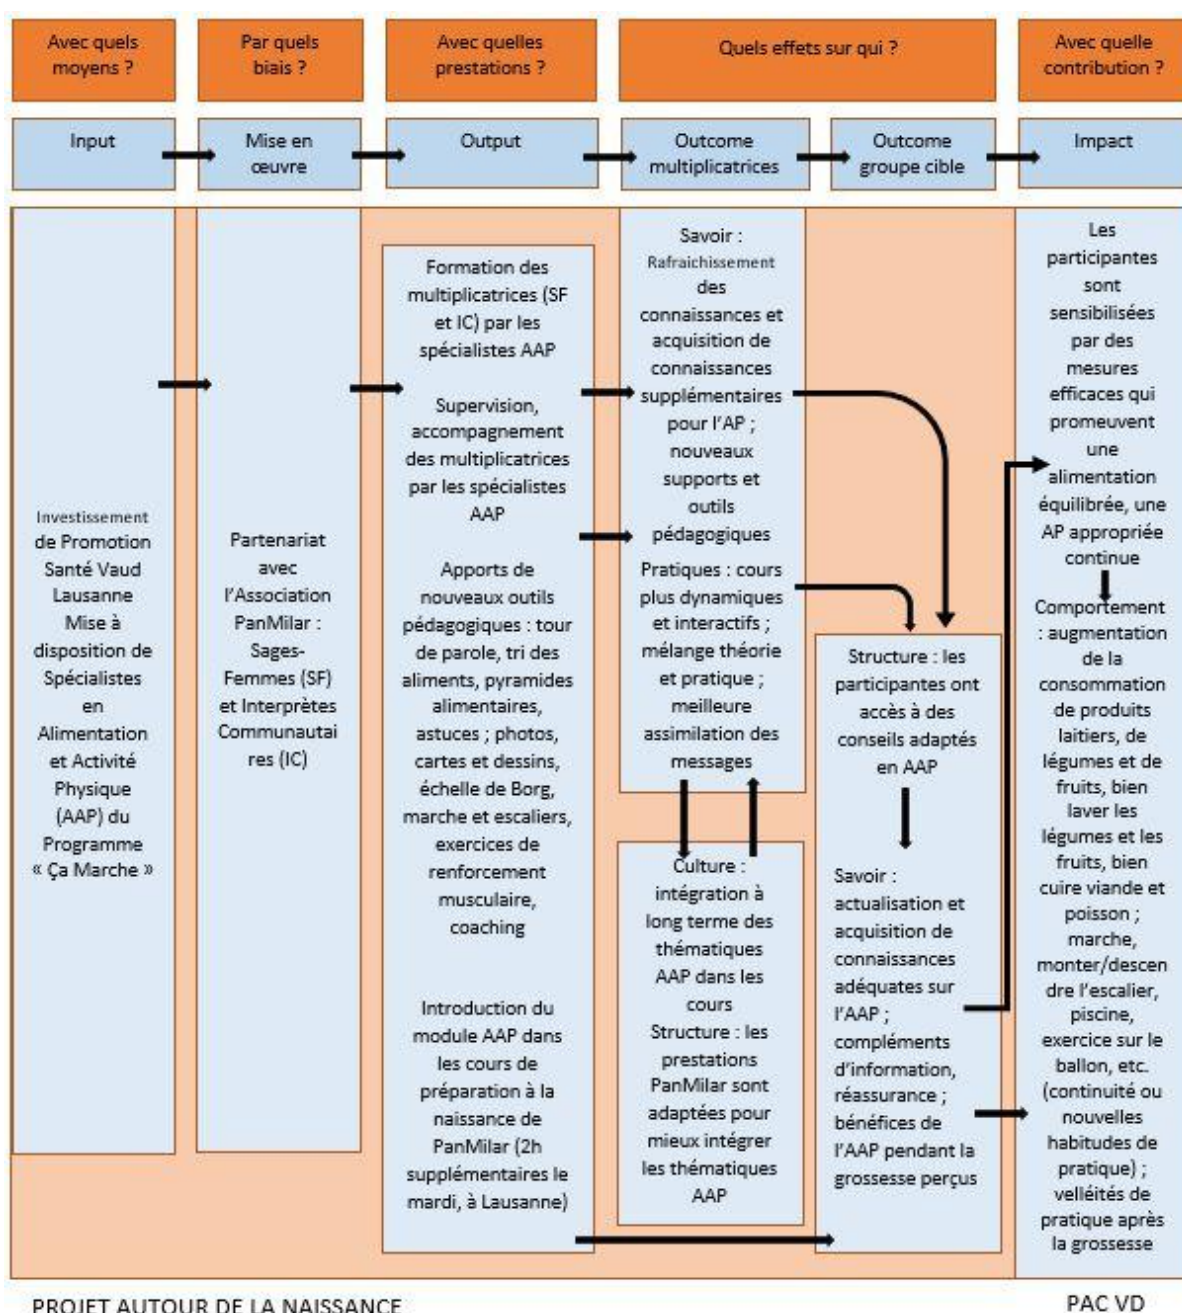 Avec quels
moyens ?
Par quels
biais ?
Avec quelles
prestations ?
Quels effets sur qui ?
Avec quelle
contribution ?
Input
Mise en
œuvre
Output
Outcome
multiplicatrices
Outcome
groupe cible
Impact
Investissement
de Promotion
Santé Vaud
Lausanne
Mise à
disposition de
Spécialistes
en
Alimentation
et Activité
Physique
(AAP) du
Programme
« Ça Marche »
Partenariat
avec
l'Association
PanMilar :
Sages-
Femmes (SF)
et Interprètes
Communautai
res (IC)
Formation des
multiplicatrices (SF
et IC) par les
spécialistes AAP
Supervision,
accompagnement
des multiplicatrices
par les spécialistes
AAP
Apports de
nouveaux outils
pédagogiques : tour
de parole, tri des
aliments, pyramides
alimentaires,
astuces ; photos,
cartes et dessins,
échelle de Borg,
marche et escaliers,
exercices de
renforcement
musculaire,
coaching
Introduction du
module AAP dans
les cours de
préparation à la
naissance de
PanMilar (2h
supplémentaires le
mardi, à Lausanne)
Savoir :
Rafraichissement
des
connaissances et
acquisition de
connaissances
supplémentaires
pour l'AP ;
nouveaux
supports et
outils
pédagogiques
Pratiques : cours
plus dynamiques
et interactifs ;
mélange théorie
et pratique ;
meilleure
assimilation des
messages
Culture :
intégration à
long terme des
thématiques
AAP dans les
cours
Structure : les
prestations
PanMilar sont
adaptées pour
mieux intégrer
les thématiques
AAP
Structure : les
participantes ont
accès à des
conseils adaptés
en AAP
Savoir :
actualisation et
acquisition de
connaissances
adéquates sur
l'AAP ;
compléments
d'information,
réassurance ;
bénéfices de
l'AAP pendant la
grossesse perçus
Les
participantes
sont
sensibilisées
par des
mesures
efficaces qui
promeuvent
une
alimentation
équilibrée, une
AP appropriée
continue
Comportement
: augmentation
de la
consommation
de produits
laitiers, de
légumes et de
fruits, bien
laver les
légumes et les
fruits, bien
cuire viande et
poisson ;
marche,
monter/descen
dre l'escalier,
piscine,
exercice sur le
ballon, etc.
(continuité ou
nouvelles
habitudes de
pratique) ;
velléités de
pratique après
la grossesse
PROJET AUTOUR DE LA NAISSANCE
PAC VD